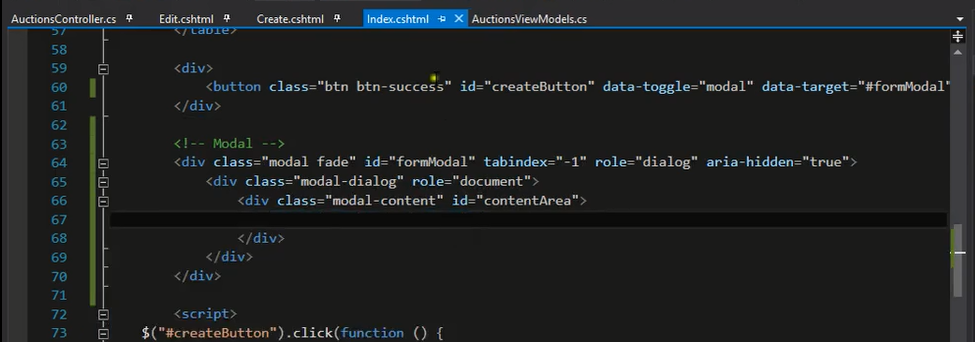 AuctionsController.cs Edit.cshtml Create.cshtml Index.cshtml AuctionsViewModels.cs
57 </table>
58
59 <div>
60 <button class="btn btn-success" id="createButton" data-toggle="modal" data-target="#formModal"
61 </div>
62
63 <!-- Modal -->
64 <div class="modal fade" id="formModal" tabindex="-1" role="dialog" aria-hidden="true">
65 <div class="modal-dialog" role="document">
66 <div class="modal-content" id="contentArea">
67
68 </div>
69 </div>
70 </div>
71
72 <script>
73 $("#createButton").click(function () {